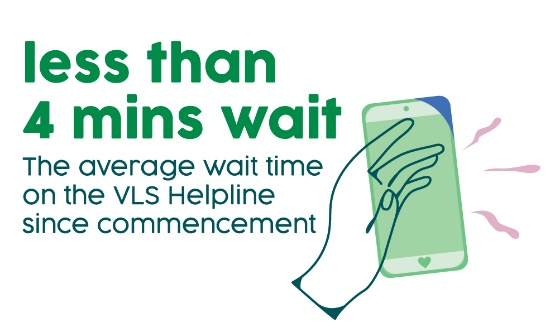 less than
4 mins wait
The average wait time
on the VLS Helpline
since commencement